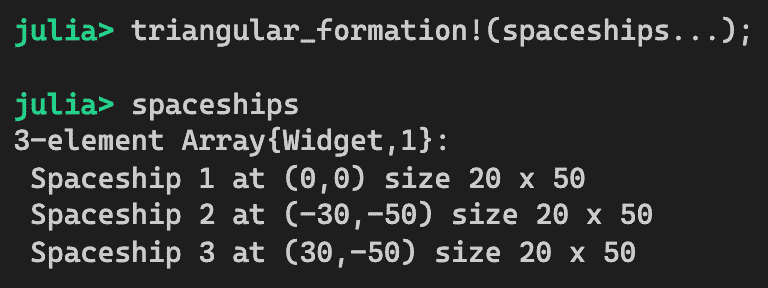 julia> triangular_formation!(spaceships...);
julia> spaceships
3-element Array{Widget,1}:
Spaceship 1 at (0,0) size 20 x 50
Spaceship 2 at (-30,-50) size 20 x 50
Spaceship 3 at (30,-50) size 20 x 50